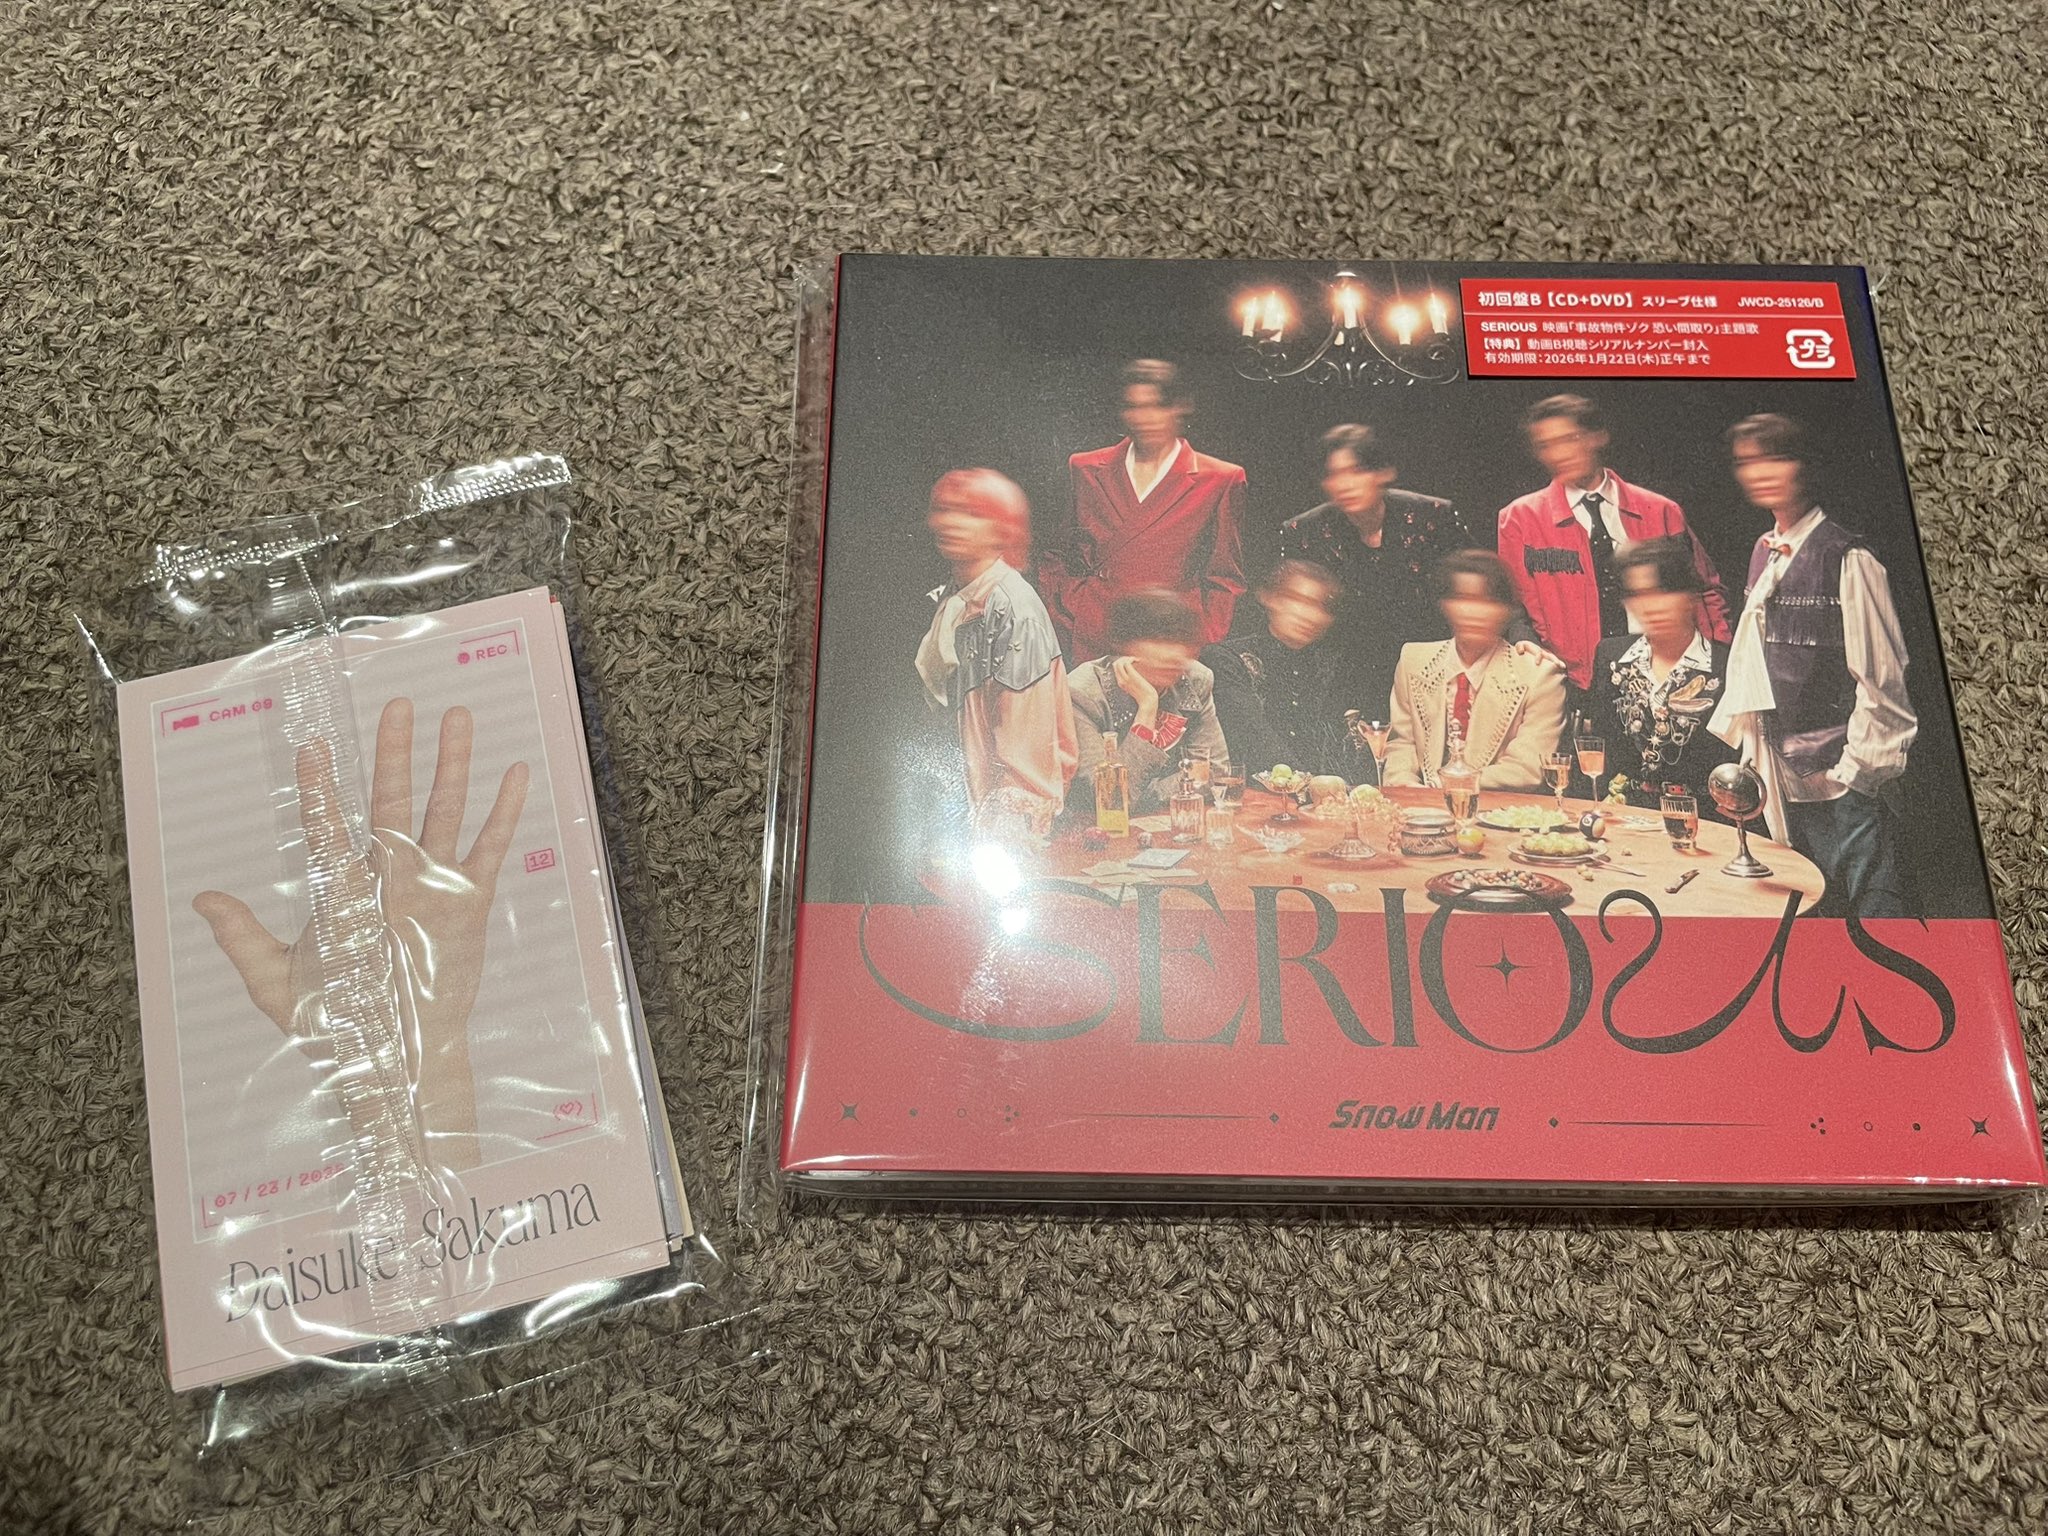 REC
CAM 09
12
07/23/202
Daisuke Sakuma
初回盤B【CD+DVD】スリーブ仕様 JWCD-25126/B
SERIOUS 映画「事故物件ゾク 恐い間取り」主題歌
【特典】動画B視聴シリアルナンバー封入
有効期限:2026年1月22日(木)正午まで
プラ
SERIOUS
Snow Man